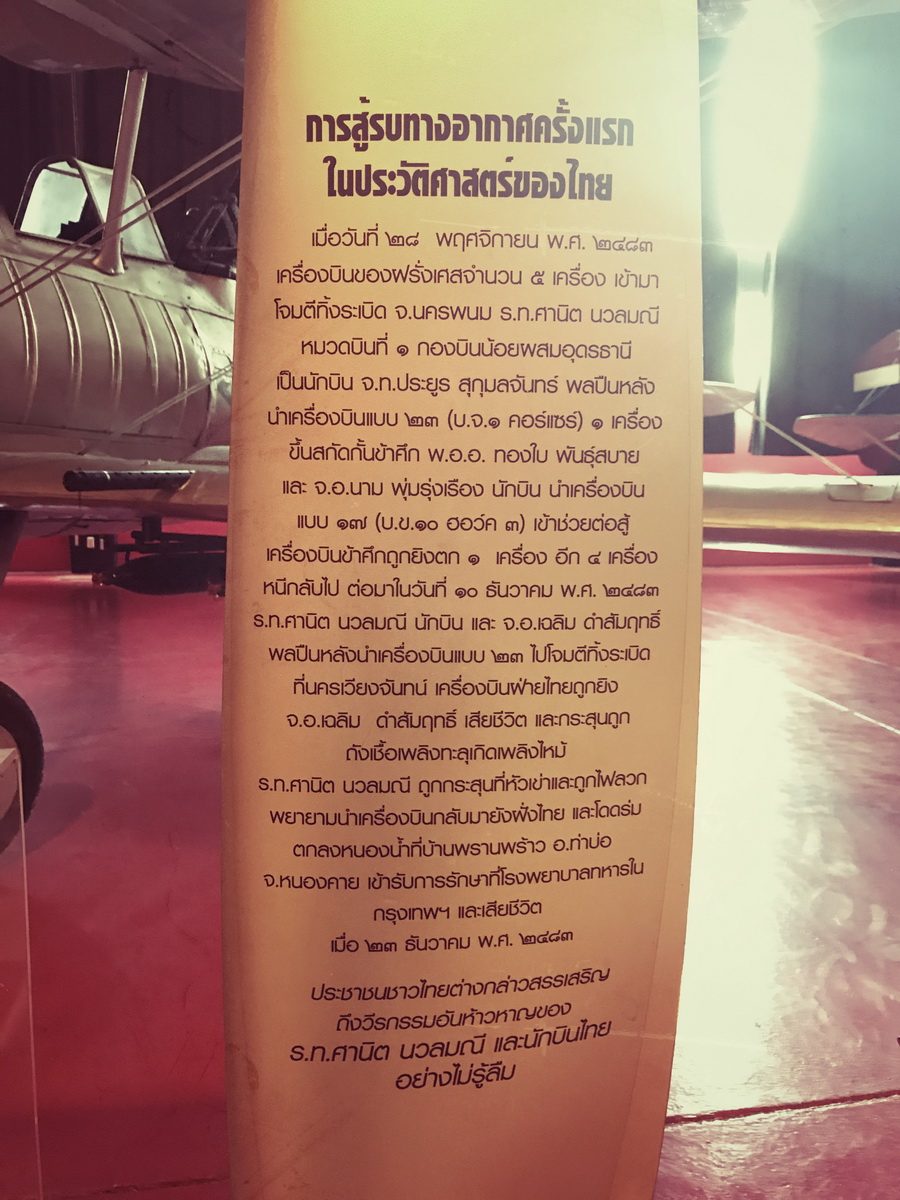 การสู้รบทางอากาศครั้งแรก
ในประวัติศาสตร์ของไทย
เมื่อวันที่ ๒๘ พฤศจิกายน พ.ศ. ๒๔๘๓
เครื่องบินของฝรั่งเศสจำนวน ๕ เครื่อง เข้ามา
โจมตีทิ้งระเบิด จ.นครพนม ร.ท.ศานิต นวลมณี
หมวดบินที่ ๑ กองบินน้อยผสมอุดรธานี
เป็นนักบิน จ.ท.ประยูร สุกุมลจันทร์ พลปืนหลัง
นำเครื่องบินแบบ ๒๓ (บ.จ.๑ คอร์แซร์) ๑ เครื่อง
ขึ้นสกัดกั้นข้าศึก พ.อ.อ. ทองใบ พันธุ์สบาย
และ จ.อ.นาม พุ่มรุ่งเรือง นักบิน นำเครื่องบิน
แบบ ๑๗ (บ.ข.๑๐ ฮอว์ค ๓) เข้าช่วยต่อสู้
เครื่องบินข้าศึกถูกยิงตก ๑ เครื่อง อีก ๔ เครื่อง
หนีกลับไป ต่อมาในวันที่ ๑๐ ธันวาคม พ.ศ. ๒๔๘๓
ร.ท.ศานิต นวลมณี นักบิน และ จ.อ.เฉลิม ดำสัมฤทธิ์
พลปืนหลังนำเครื่องบินแบบ ๒๓ ไปโจมตีทิ้งระเบิด
ที่นครเวียงจันทน์ เครื่องบินฝ่ายไทยถูกยิง
จ.อ.เฉลิม ดำสัมฤทธิ์ เสียชีวิต และกระสุนถูก
ถังเชื้อเพลิงทะลุเกิดเพลิงไหม้
ร.ท.ศานิต นวลมณี ถูกกระสุนที่หัวเข่าและถูกไฟลวก
พยายามนำเครื่องบินกลับมายังฝั่งไทย และโดดร่ม
ตกลงหนองน้ำที่บ้านพรานพร้าว อ.ท่าบ่อ
จ.หนองคาย เข้ารับการรักษาที่โรงพยาบาลทหารใน
กรุงเทพฯ และเสียชีวิต
เมื่อ ๒๓ ธันวาคม พ.ศ. ๒๔๘๓
ประชาชนชาวไทยต่างกล่าวสรรเสริญ
ถึงวีรกรรมอันห้าวหาญของ
ร.ท.ศานิต นวลมณี และนักบินไทย
อย่างไม่รู้ลืม